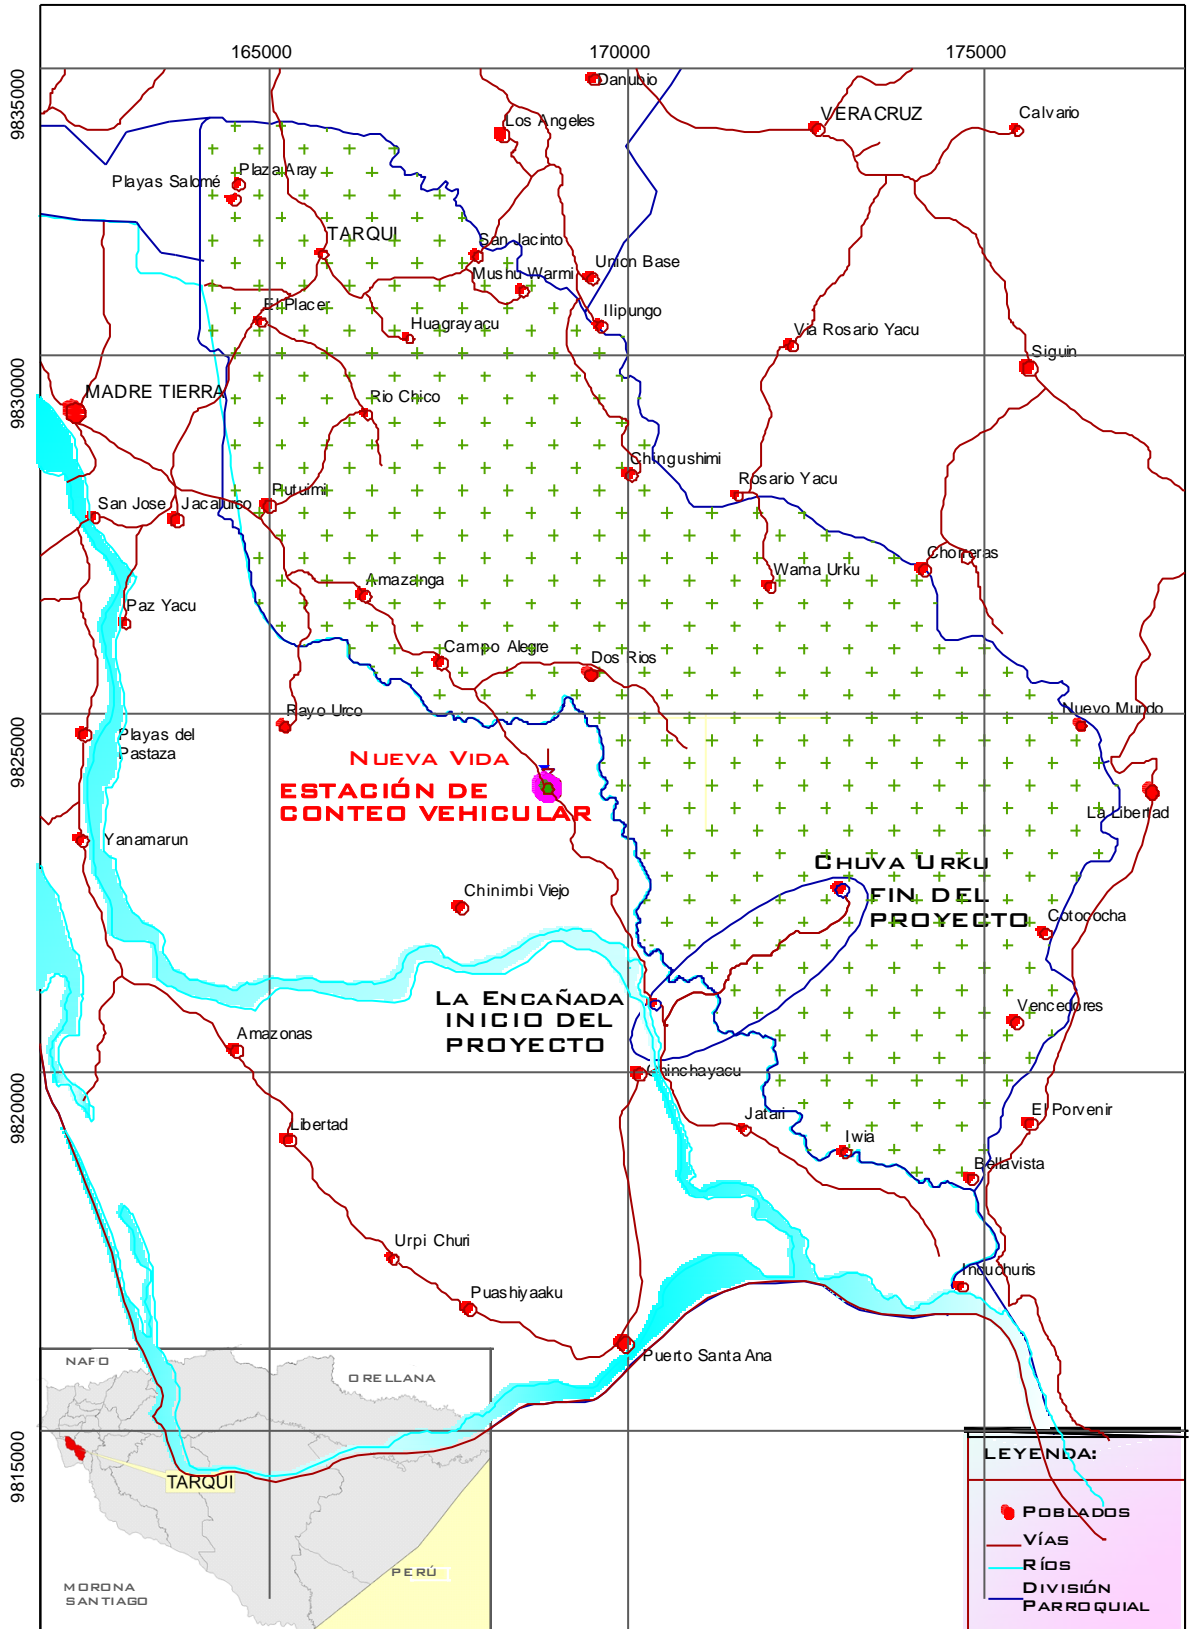 165000
170000
175000
9835000
Danubio
Los Angeles
VERACRUZ
Calvario
Plaza Aray
Playas Salomé
TARQUI
San Jacinto
Union Base
Mushu Warmi
El Placer
Ilipungo
Huagrayacu
Via Rosario Yacu
Siguin
9830000
MADRE TIERRA
Rio Chico
Chingushimi
Rosario Yacu
Putuimi
San Jose
Jacalurso
Chorreras
Wama Urku
Amazanga
Paz Yacu
Campo Alegre
Dos Rios
9825000
Rayo Urco
Nuevo Mundo
Playas del
Pastaza
NUEVA VIDA
ESTACIÓN DE
CONTEO VEHICULAR
La Libertad
Yanamarun
CHUVA URKU
FIN DEL
PROYECTO
Chinimbi Viejo
Cotococha
LA ENCAÑADA
INICIO DEL
PROYECTO
Vencedores
Amazonas
9820000
Chinchayacu
Libertad
Jatari
El Porvenir
Iwia
Bellavista
Urpi Churi
Puashiyaaku
Induchuris
Puerto Santa Ana
NAPO
ORELLANA
9815000
TARQUI
PERÚ
MORONA
SANTIAGO
LEYENDA:
POBLADOS
VÍAS
RÍOS
DIVISIÓN
PARROQUIAL